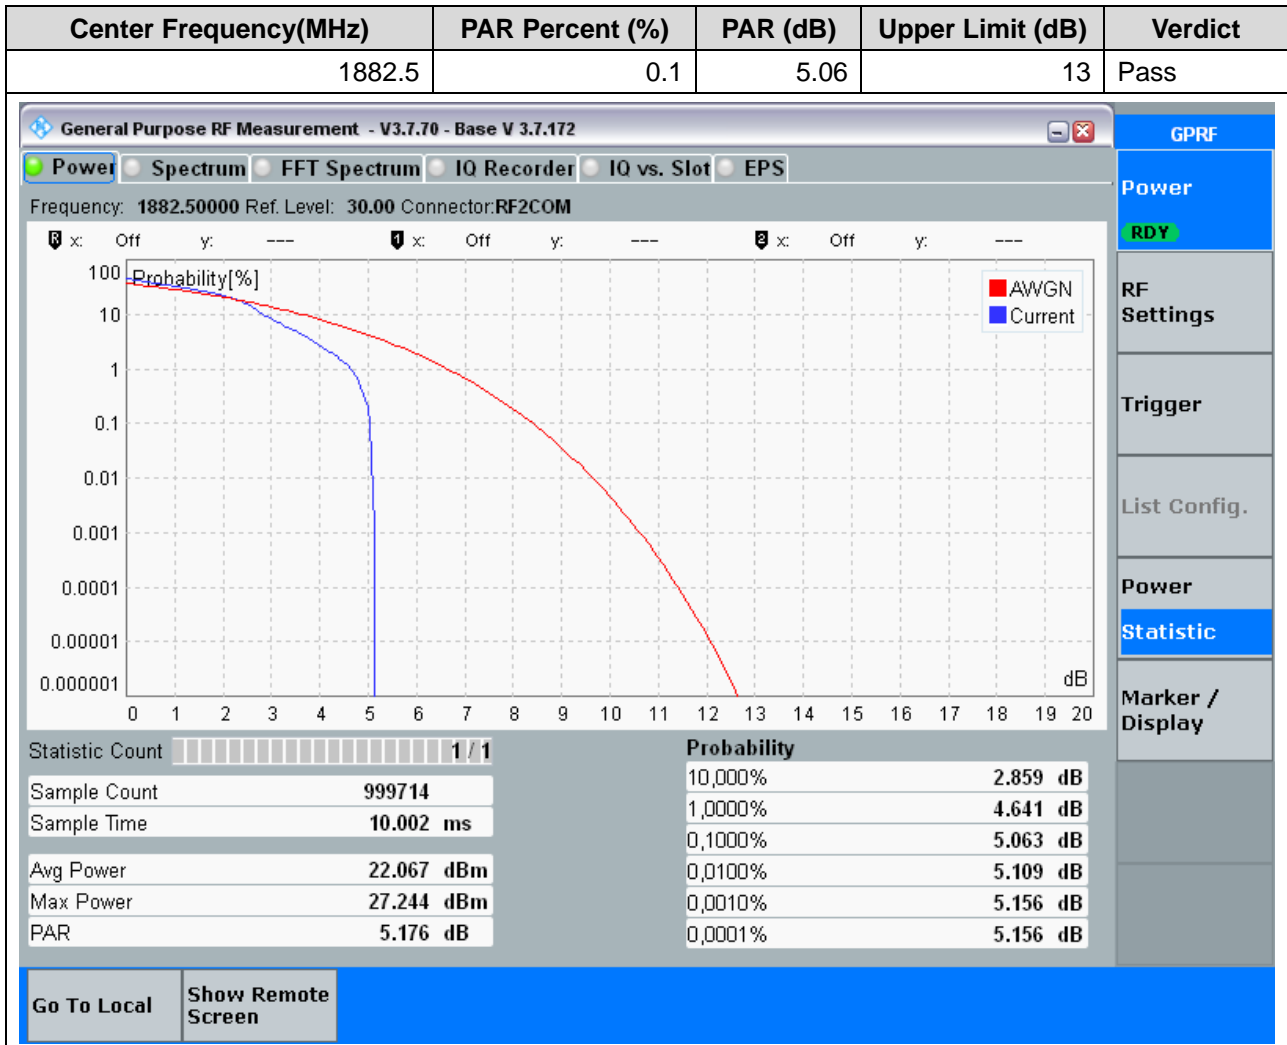 Center Frequency(MHz) PAR Percent (%) PAR (dB) Upper Limit (dB) Verdict
1882.5 0.1 5.06 13 Pass
General Purpose RF Measurement - V3.7.70 - Base V 3.7.172
GPRF
Power Spectrum FFT Spectrum IQ Recorder IQ vs. Slot EPS
Frequency: 1882.50000 Ref. Level: 30.00 Connector:RF2COM
R x: Off y: --- 1 x: Off y: --- 2 x: Off y: ---
Probability[%]
AWGN
Current
100
10
1
0.1
0.01
0.001
0.0001
0.00001
0.000001
dB
0 1 2 3 4 5 6 7 8 9 10 11 12 13 14 15 16 17 18 19 20
Statistic Count 1 / 1
Sample Count 999714
Sample Time 10.002 ms
Avg Power 22.067 dBm
Max Power 27.244 dBm
PAR 5.176 dB
Probability
10,000% 2.859 dB
1,0000% 4.641 dB
0,1000% 5.063 dB
0,0100% 5.109 dB
0,0010% 5.156 dB
0,0001% 5.156 dB
Power
RDY
RF
Settings
Trigger
List Config.
Power
Statistic
Marker /
Display
Go To Local
Show Remote
Screen